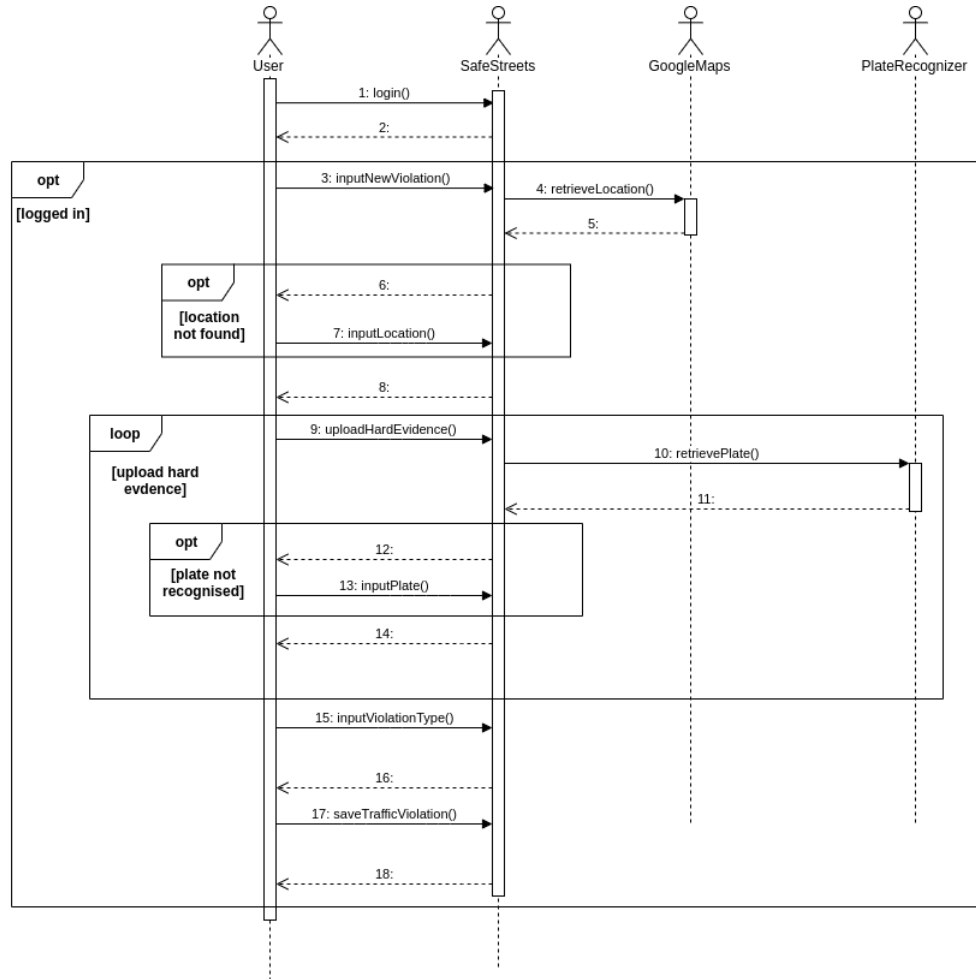 User
SafeStreets
GoogleMaps
PlateRecognizer
1: login()
2:
opt
[logged in]
3: inputNewViolation()
4: retrieveLocation()
5:
opt
[location
not found]
6:
7: inputLocation()
8:
loop
[upload hard
evdence]
9: uploadHardEvidence()
10: retrievePlate()
11:
opt
[plate not
recognised]
12:
13: inputPlate()
14:
15: inputViolationType()
16:
17: saveTrafficViolation()
18: